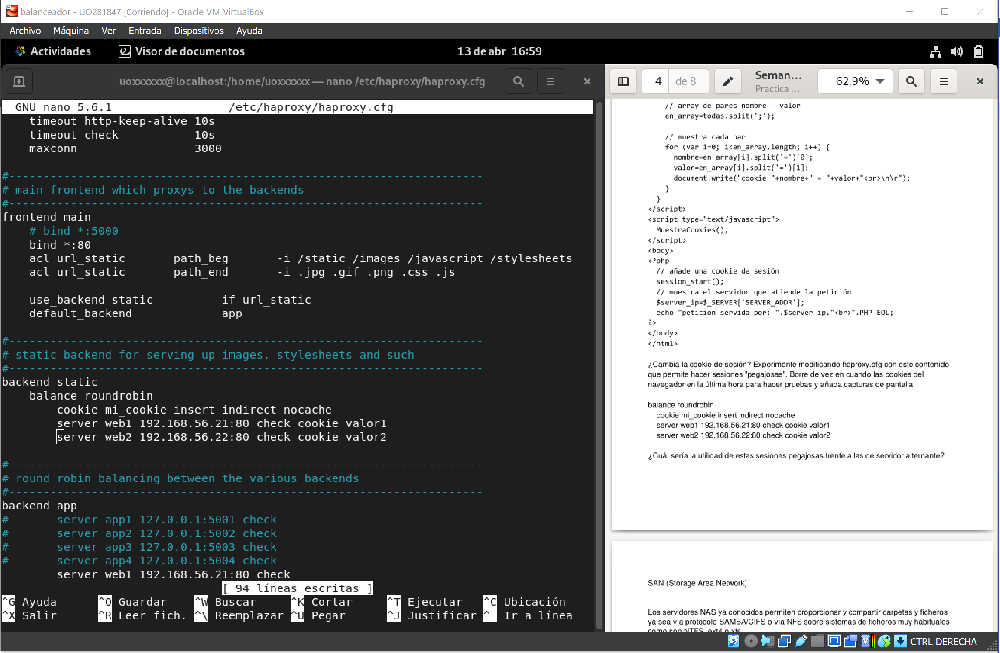 balanceador - UO281847 [Corriendo] - Oracle VM VirtualBox
Archivo Máquina Ver Entrada Dispositivos Ayuda
Actividades Visor de documentos 13 de abr 16:59
uoxxxxxx@localhost:/home/uoxxxxxx — nano /etc/haproxy/haproxy.cfg
GNU nano 5.6.1 /etc/haproxy/haproxy.cfg
timeout http-keep-alive 10s
timeout check 10s
maxconn 3000
#---------------------------------------------------------------------
# main frontend which proxys to the backends
#---------------------------------------------------------------------
frontend main
# bind *:5000
bind *:80
acl url_static path_beg -i /static /images /javascript /stylesheets
acl url_static path_end -i .jpg .gif .png .css .js
use_backend static if url_static
default_backend app
#---------------------------------------------------------------------
# static backend for serving up images, stylesheets and such
#---------------------------------------------------------------------
backend static
balance roundrobin
cookie mi_cookie insert indirect nocache
server web1 192.168.56.21:80 check cookie valor1
server web2 192.168.56.22:80 check cookie valor2
#---------------------------------------------------------------------
# round robin balancing between the various backends
#---------------------------------------------------------------------
backend app
# server app1 127.0.0.1:5001 check
# server app2 127.0.0.1:5002 check
# server app3 127.0.0.1:5003 check
# server app4 127.0.0.1:5004 check
server web1 192.168.56.21:80 check
[ 94 líneas escritas ]
^G Ayuda ^O Guardar ^W Buscar ^K Cortar ^T Ejecutar ^C Ubicación
^X Salir ^R Leer fich. ^\ Reemplazar ^U Pegar ^J Justificar ^_ Ir a línea
4 de 8 Seman... 62,9%
Practica ...
// array de pares nombre - valor
en_array=todas.split(';');
// muestra cada par
for (var i=0; i<en_array.length; i++) {
nombre=en_array[i].split('=')[0];
valor=en_array[i].split('=')[1];
document.write("cookie "+nombre+" = "+valor+"<br>\n\r");
}
}
</script>
<script type="text/javascript">
MuestraCookies();
</script>
<body>
<?php
// añade una cookie de sesión
session_start();
// muestra el servidor que atiende la petición
$server_ip=$_SERVER['SERVER_ADDR'];
echo "petición servida por: ".$server_ip."<br>".PHP_EOL;
?>
</body>
</html>
¿Cambia la cookie de sesión? Experimente modificando haproxy.cfg con este contenido
que permite hacer sesiones "pegajosas". Borre de vez en cuando las cookies del
navegador en la última hora para hacer pruebas y añada capturas de pantalla.
balance roundrobin
cookie mi_cookie insert indirect nocache
server web1 192.168.56.21:80 check cookie valor1
server web2 192.168.56.22:80 check cookie valor2
¿Cuál sería la utilidad de estas sesiones pegajosas frente a las de servidor alternante?
SAN (Storage Area Network)
Los servidores NAS ya conocidos permiten proporcionar y compartir carpetas y ficheros
ya sea vía protocolo SAMBA/CIFS o vía NFS sobre sistemas de ficheros muy habituales
como son NTFS, ext4 o xfs
CTRL DERECHA